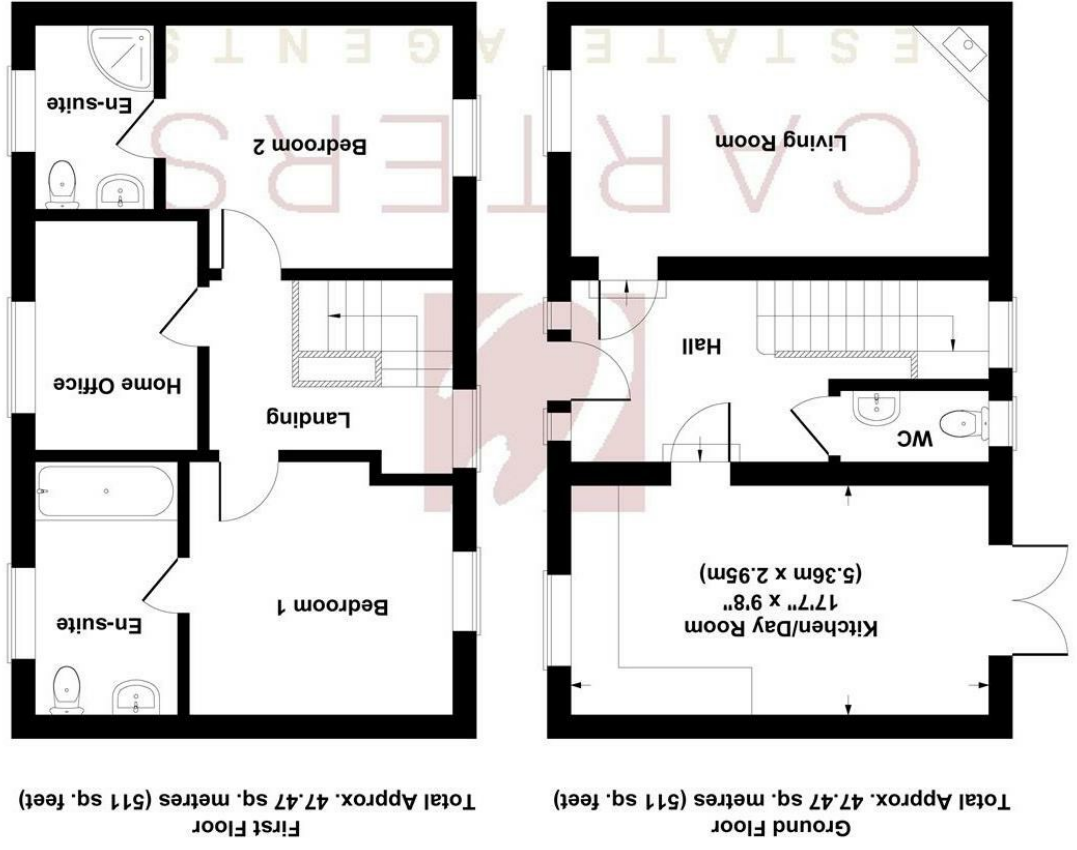 Ground Floor
Total Approx. 47.47 sq. metres (511 sq. feet)
Kitchen/Day Room
17'7" x 9'8"
(5.36m x 2.95m)
WC
Hall
Living Room
First Floor
Total Approx. 47.47 sq. metres (511 sq. feet)
Bedroom 1
En-suite
Landing
Home Office
Bedroom 2
En-suite
CARTERS
ESTATE AGENTS